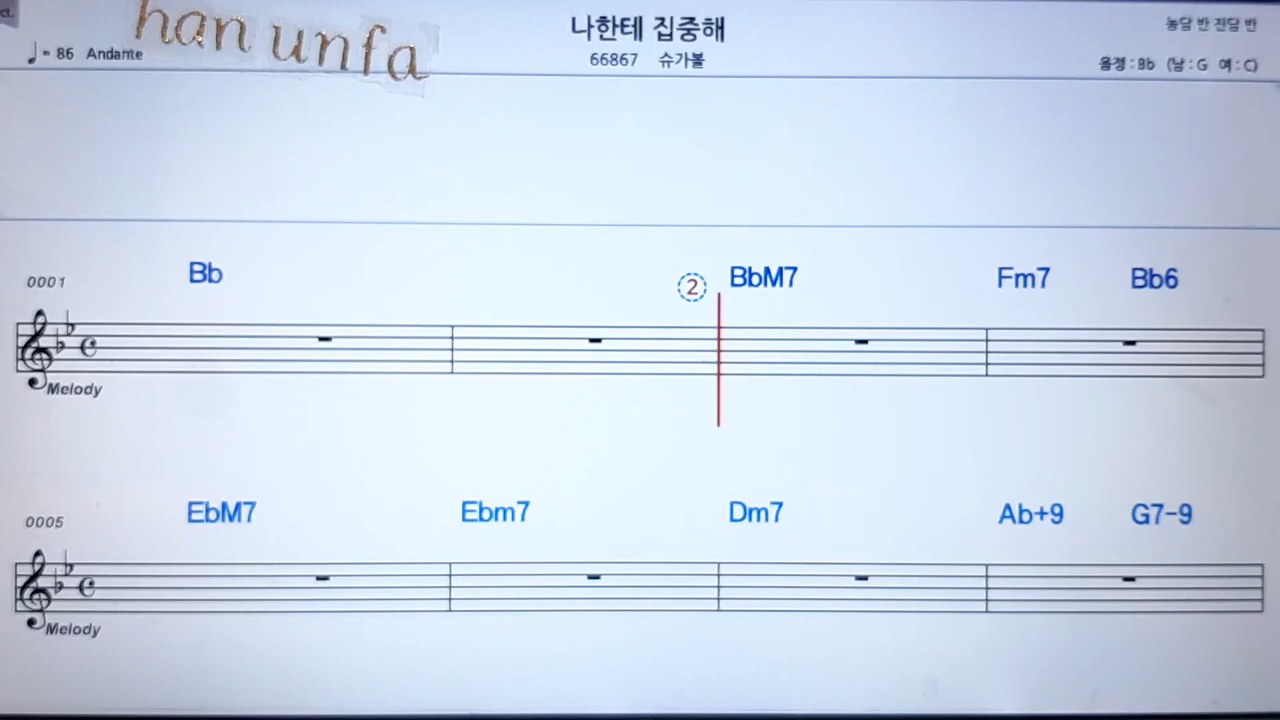 ct.
han unfa
나한테 집중해
농담 반 진담 반
♩= 86 Andante
66867 슈가볼
음정 : Bb (남 : G 여 : C)
0001 Bb ② BbM7 Fm7 Bb6
Melody
0005 EbM7 Ebm7 Dm7 Ab+9 G7-9
Melody